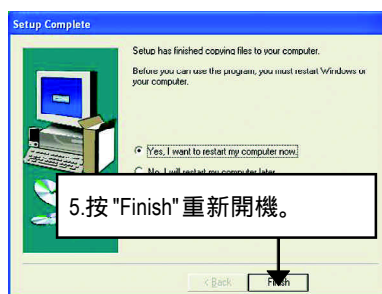 Setup Complete
Setup has finished copying files to your computer.
Before you can use the program, you must restart Windows or
your computer.
Yes, I want to restart my computer now.
No, I will restart my computer later.
5.按"Finish"重新開機。
< Back
Finish